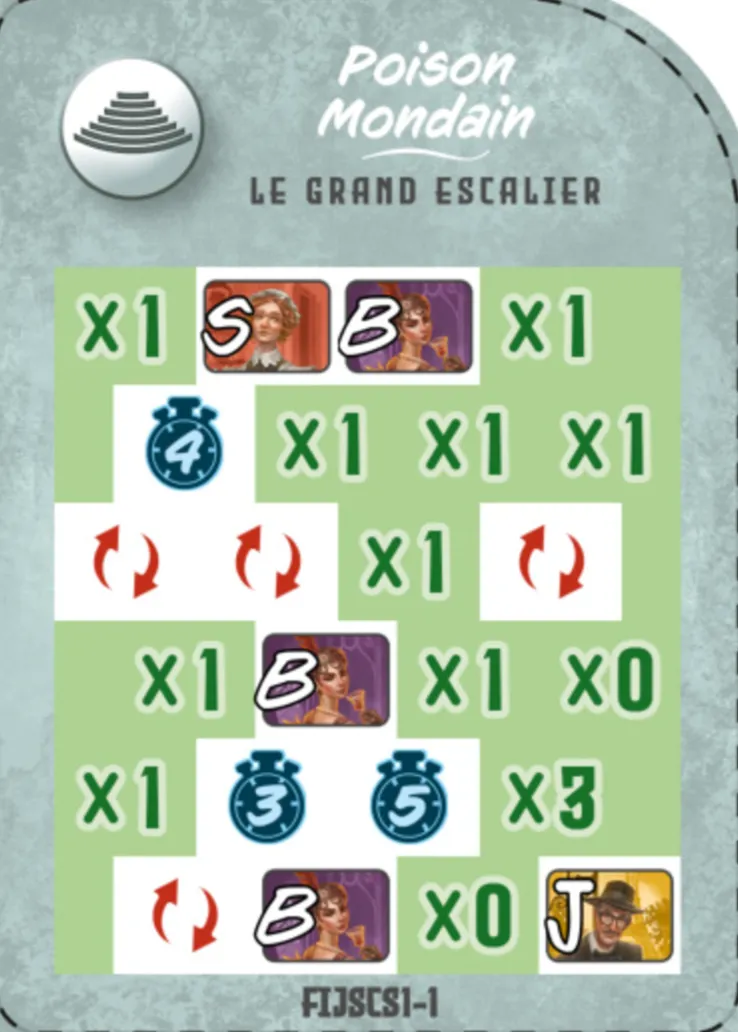 Poison
Mondain
LE GRAND ESCALIER
X1 S B X1
4 X1 X1 X1
X1
X1 B X1 X0
X1 3 5 X3
B X0 J
FIJSCS1-1